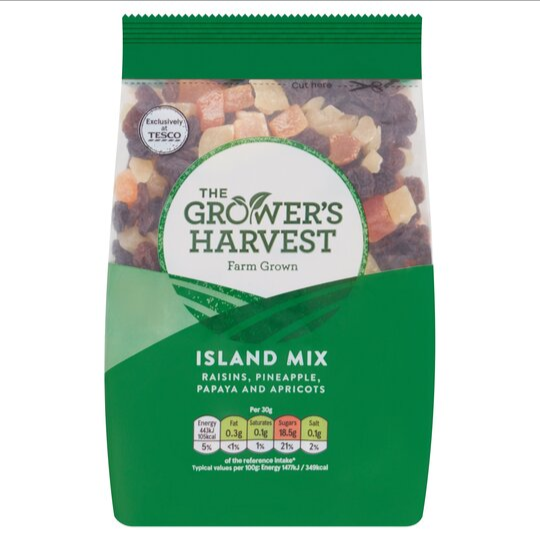 Cut here
Exclusively
at
TESCO
THE
GROWER'S
HARVEST
Farm Grown
ISLAND MIX
RAISINS, PINEAPPLE,
PAPAYA AND APRICOTS
Per 30g
Energy Fat Saturates Sugars Salt
443kJ
105kcal 0.3g 0.1g 18.5g 0.1g
5% <1% 1% 21% 2%
of the reference intake*
Typical values per 100g: Energy 1477kJ / 349kcal